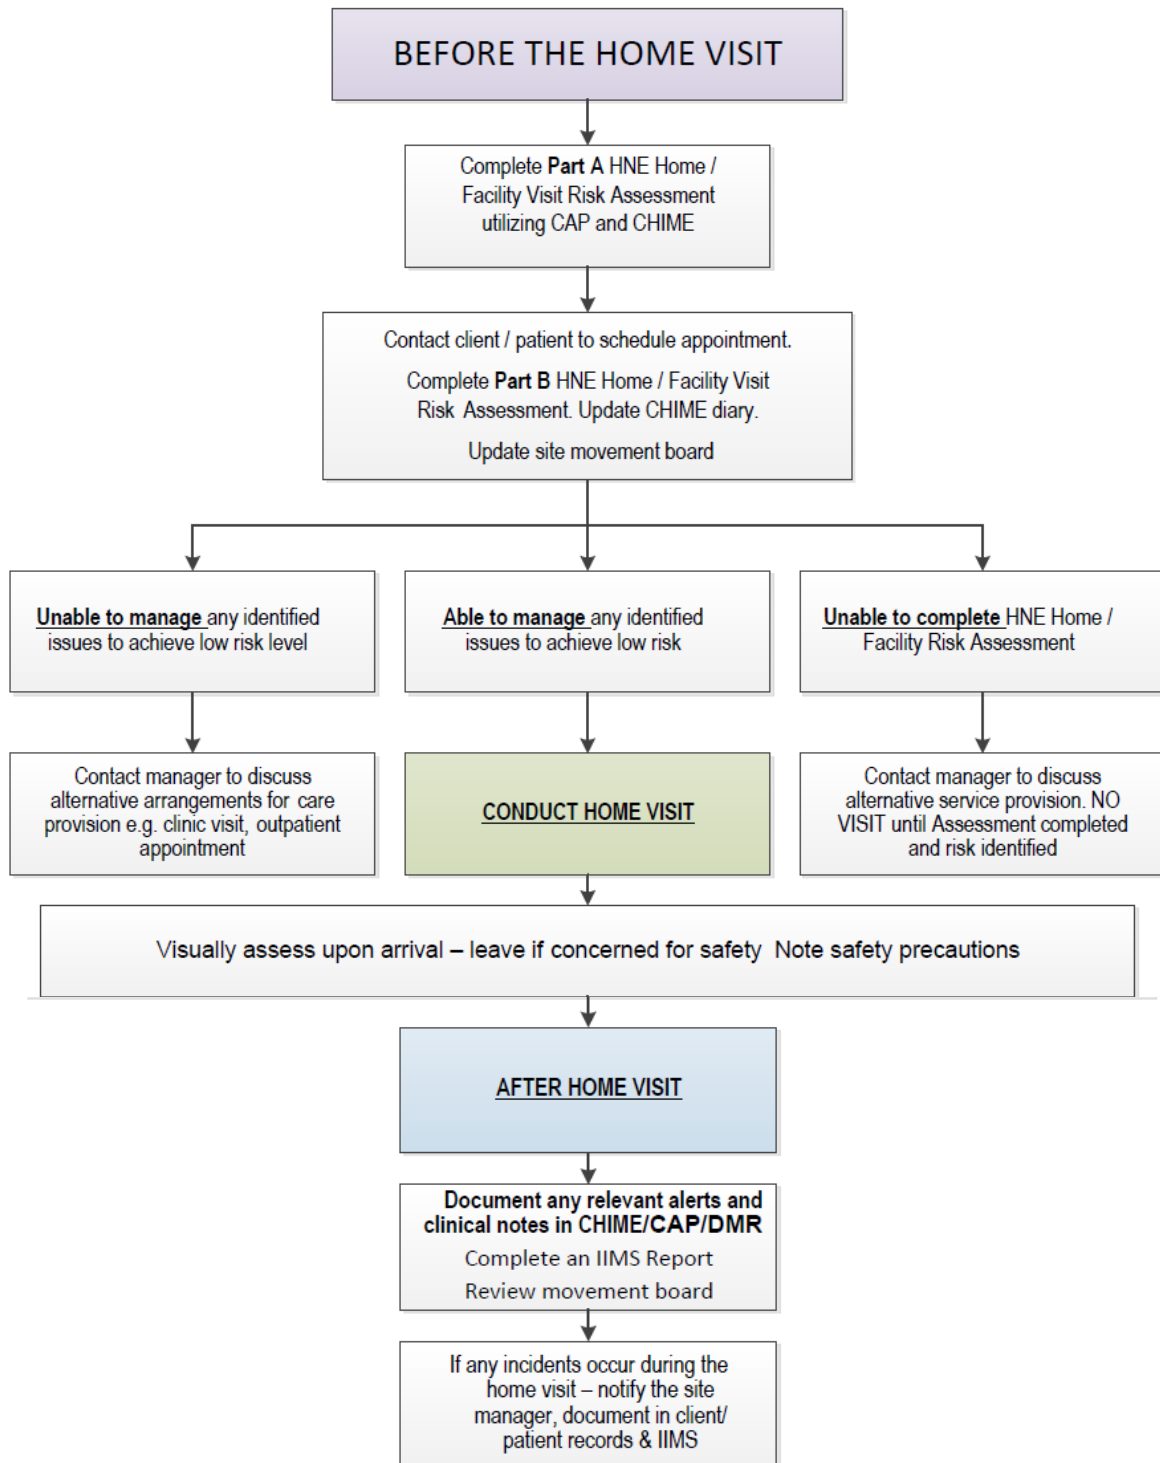 BEFORE THE HOME VISIT
Complete Part A HNE Home /
Facility Visit Risk Assessment
utilizing CAP and CHIME
Contact client / patient to schedule appointment.
Complete Part B HNE Home / Facility Visit
Risk Assessment. Update CHIME diary.
Update site movement board
Unable to manage any identified
issues to achieve low risk level
Able to manage any identified
issues to achieve low risk
Unable to complete HNE Home /
Facility Risk Assessment
Contact manager to discuss
alternative arrangements for care
provision e.g. clinic visit, outpatient
appointment
CONDUCT HOME VISIT
Contact manager to discuss
alternative service provision. NO
VISIT until Assessment completed
and risk identified
Visually assess upon arrival – leave if concerned for safety Note safety precautions
AFTER HOME VISIT
Document any relevant alerts and
clinical notes in CHIME/CAP/DMR
Complete an IIMS Report
Review movement board
If any incidents occur during the
home visit – notify the site
manager, document in client/
patient records & IIMS